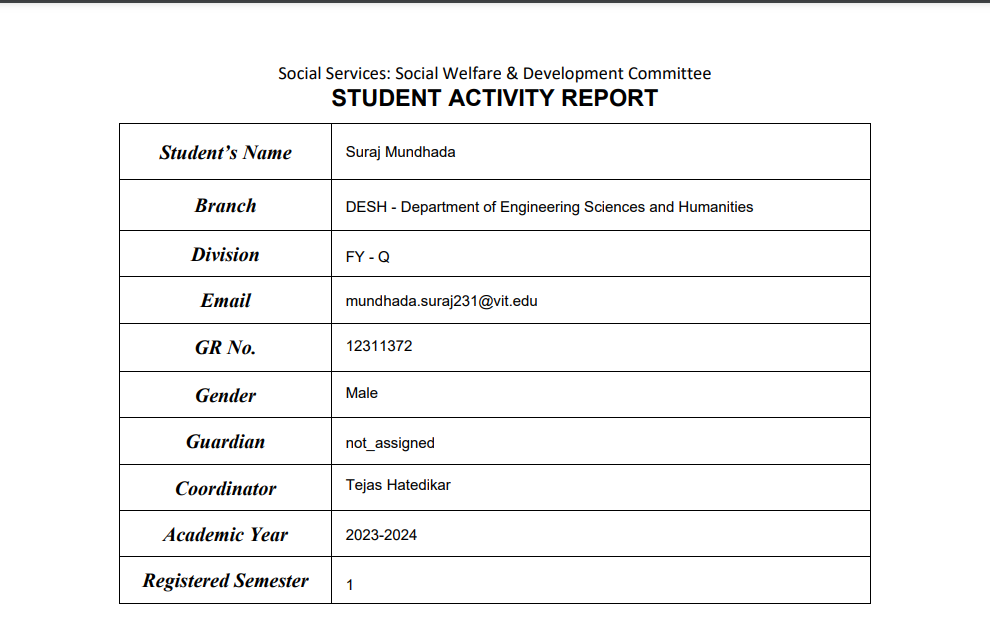 Social Services: Social Welfare & Development Committee
STUDENT ACTIVITY REPORT
Student’s Name Suraj Mundhada
Branch DESH - Department of Engineering Sciences and Humanities
Division FY - Q
Email mundhada.suraj231@vit.edu
GR No. 12311372
Gender Male
Guardian not_assigned
Coordinator Tejas Hatedikar
Academic Year 2023-2024
Registered Semester 1